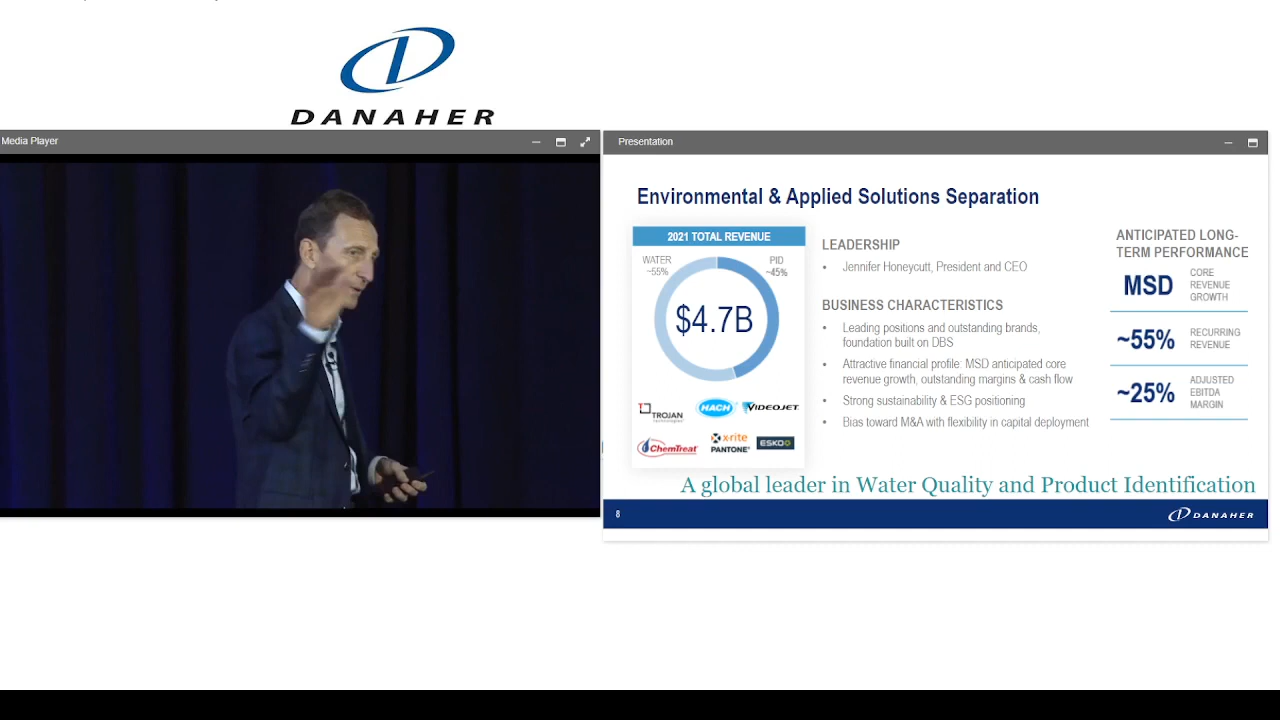 DANAHER
Media Player
Presentation
Environmental & Applied Solutions Separation
2021 TOTAL REVENUE
WATER
~55%
PID
~45%
$4.7B
TROJAN
technologies
HACH
VIDEOJET
ChemTreat
x-rite
PANTONE®
ESKO
LEADERSHIP
• Jennifer Honeycutt, President and CEO
BUSINESS CHARACTERISTICS
• Leading positions and outstanding brands,
foundation built on DBS
• Attractive financial profile: MSD anticipated core
revenue growth, outstanding margins & cash flow
• Strong sustainability & ESG positioning
• Bias toward M&A with flexibility in capital deployment
ANTICIPATED LONG-
TERM PERFORMANCE
MSD
CORE
REVENUE
GROWTH
~55%
RECURRING
REVENUE
~25%
ADJUSTED
EBITDA
MARGIN
A global leader in Water Quality and Product Identification
8
DANAHER